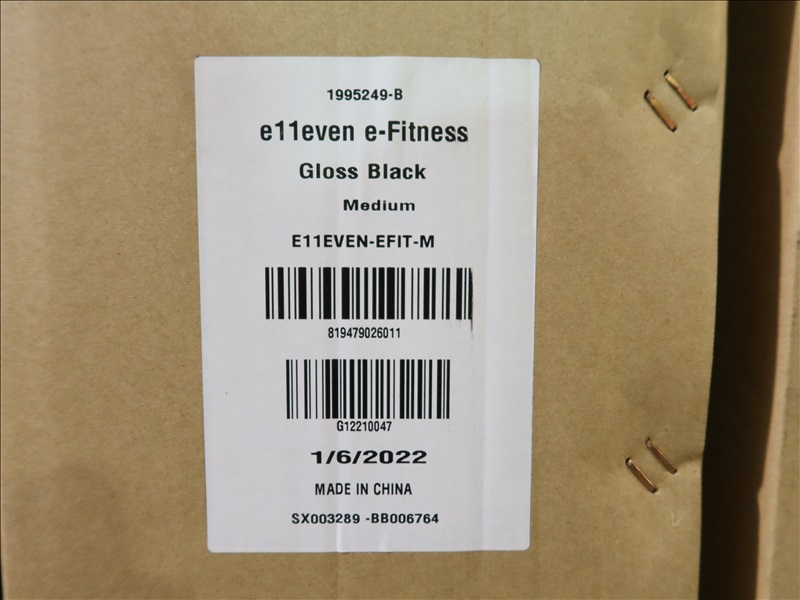 1995249-B
e11even e-Fitness
Gloss Black
Medium
E11EVEN-EFIT-M
819479026011
G12210047
1/6/2022
MADE IN CHINA
SX003289 -BB006764